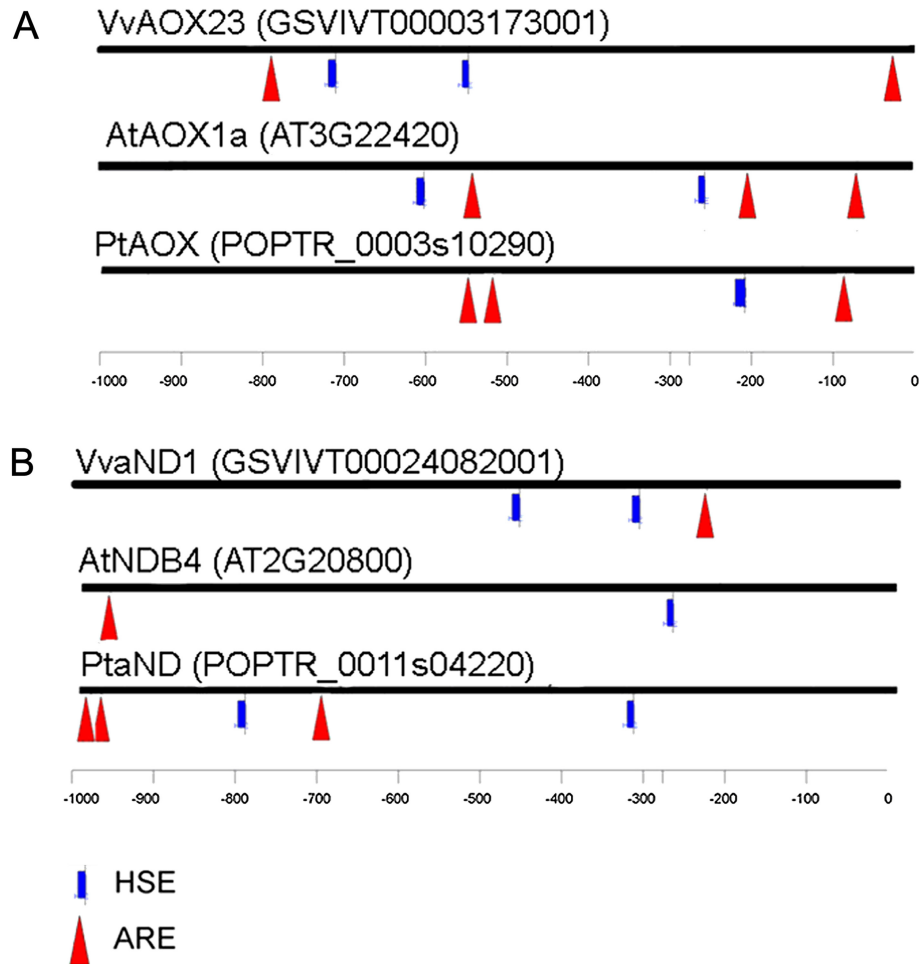 A
VvAOX23 (GSVIVT00003173001)
AtAOX1a (AT3G22420)
PtAOX (POPTR_0003s10290)
-1000 -900 -800 -700 -600 -500 -400 -300 -200 -100 0
B
VvaND1 (GSVIVT00024082001)
AtNDB4 (AT2G20800)
PtaND (POPTR_0011s04220)
-1000 -900 -800 -700 -600 -500 -400 -300 -200 -100 0
HSE
ARE